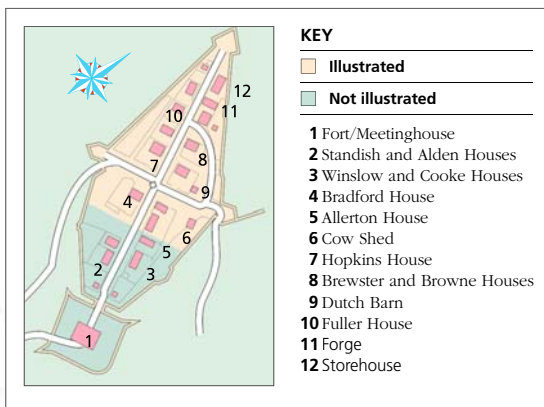 KEY
Illustrated
Not illustrated
1 Fort/Meetinghouse
2 Standish and Alden Houses
3 Winslow and Cooke Houses
4 Bradford House
5 Allerton House
6 Cow Shed
7 Hopkins House
8 Brewster and Browne Houses
9 Dutch Barn
10 Fuller House
11 Forge
12 Storehouse
12
10
11
7
8
4
9
6
5
2
3
1